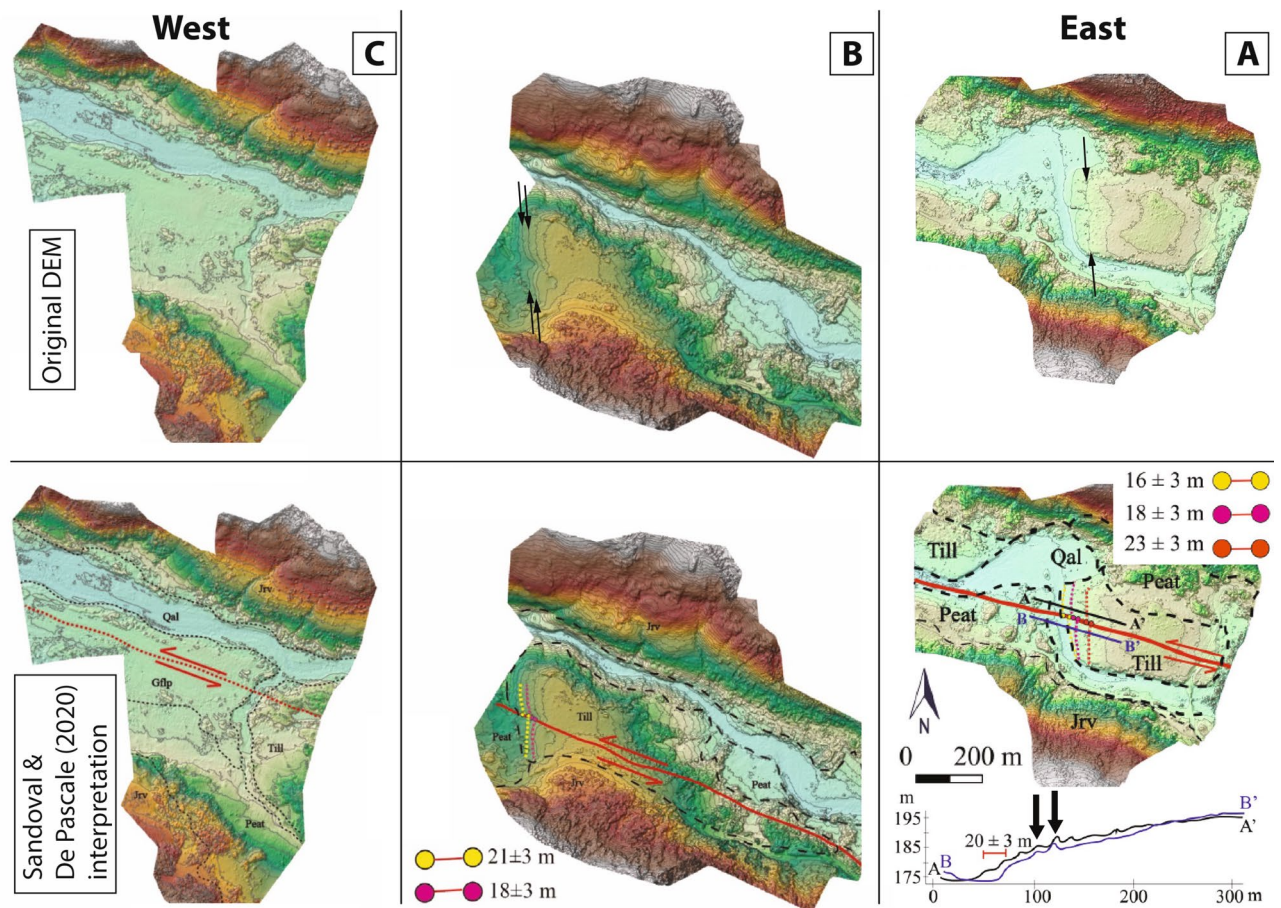 West
C
B
East
A
Original DEM
Sandoval &
De Pascale (2020)
interpretation
Jrv
Qal
Gflp
Till
Jrv
Peat
Jrv
Till
Peat
Peat
Jrv
21±3 m
18±3 m
16 ± 3 m
18 ± 3 m
23 ± 3 m
Till
Qal
Peat
A
A'
Peat
B
B'
Till
Jrv
N
0 200 m
m
195
185
175
20 ± 3 m
A
B
B'
A'
100
200
300 m